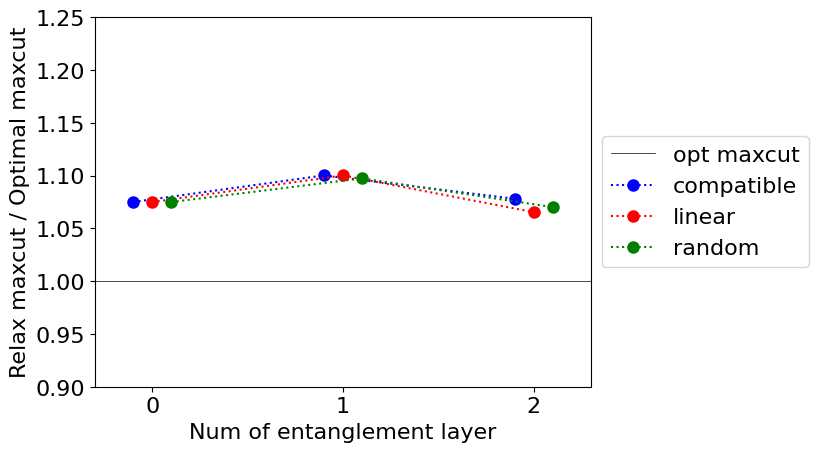 Relax maxcut / Optimal maxcut
1.25
1.20
1.15
1.10
1.05
1.00
0.95
0.90
0 1 2
Num of entanglement layer
opt maxcut
compatible
linear
random